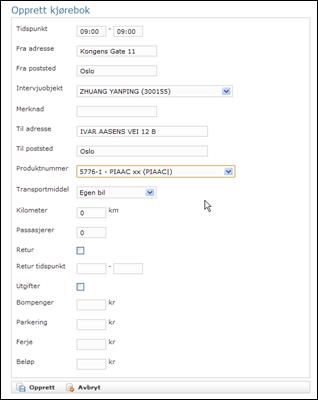 Opprett kjørebok
Tidspunkt 09:00 - 09:00
Fra adresse Kongens Gate 11
Fra poststed Oslo
Intervjuobjekt ZHUANG YANPING (300155)
Merknad
Til adresse IVAR AASENS VEI 12 B
Til poststed Oslo
Produktnummer 5776-1 - PIAAC xx (PIAAC|)
Transportmiddel Egen bil
Kilometer 0 km
Passasjerer 0
Retur
Retur tidspunkt -
Utgifter
Bompenger kr
Parkering kr
Ferje kr
Beløp kr
Opprett Avbryt